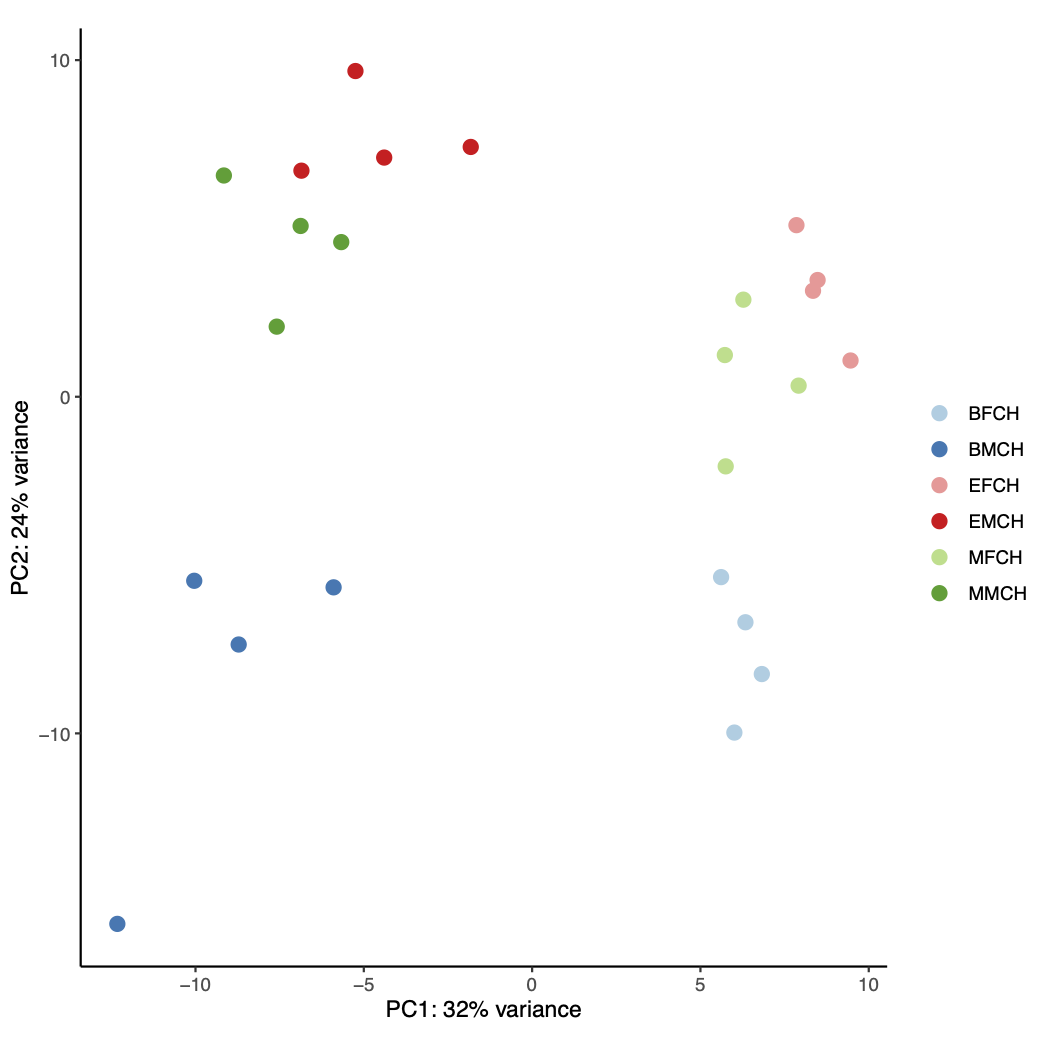 10
0
−10
PC2: 24% variance
−10
−5
0
5
10
PC1: 32% variance
BFCH
BMCH
EFCH
EMCH
MFCH
MMCH